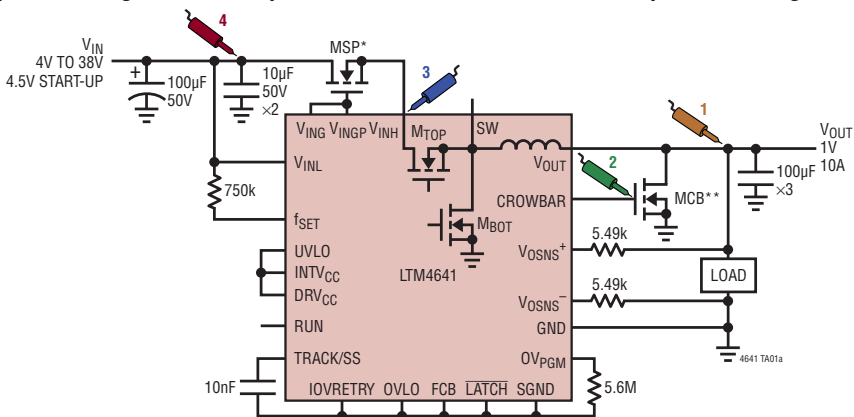 4
V_IN
4V TO 38V
4.5V START-UP
+
100µF
50V
10µF
50V
×2
MSP*
3
1
V_ING V_INGP V_INH
M_TOP
SW
V_OUT
1V
10A
V_INL
V_OUT
2
100µF
×3
750k
CROWBAR
MCB**
f_SET
M_BOT
5.49k
V_OSNS+
UVLO
INTV_CC
DRV_CC
LTM4641
LOAD
5.49k
V_OSNS–
RUN
GND
4641 TA01a
TRACK/SS
OV_PGM
10nF
5.6M
IOVRETRY OVLO FCB LATCH SGND